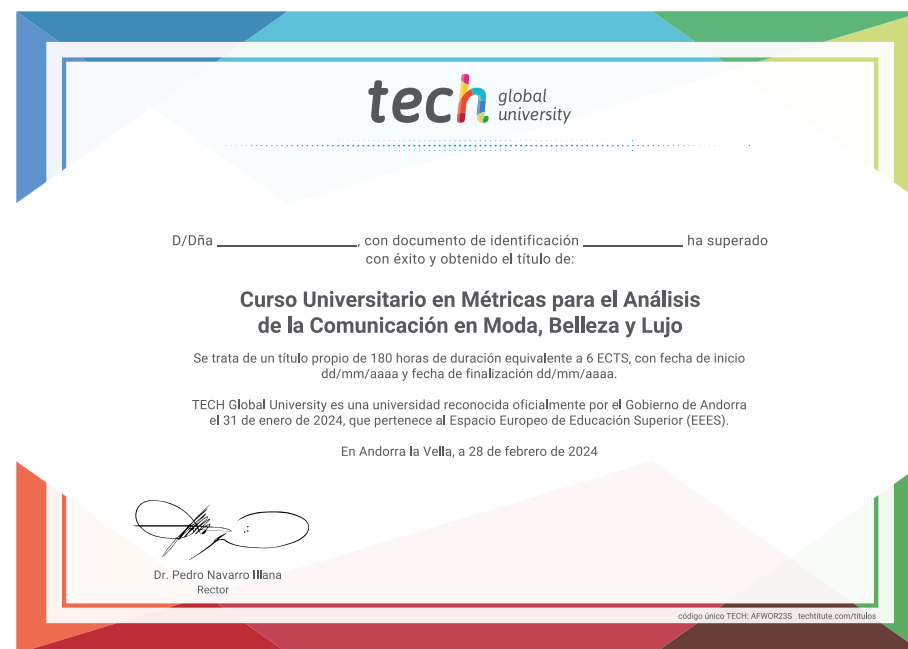 tech global university
D/Dña ____________________, con documento de identificación ______________ ha superado
con éxito y obtenido el título de:
Curso Universitario en Métricas para el Análisis
de la Comunicación en Moda, Belleza y Lujo
Se trata de un título propio de 180 horas de duración equivalente a 6 ECTS, con fecha de inicio
dd/mm/aaaa y fecha de finalización dd/mm/aaaa.
TECH Global University es una universidad reconocida oficialmente por el Gobierno de Andorra
el 31 de enero de 2024, que pertenece al Espacio Europeo de Educación Superior (EEES).
En Andorra la Vella, a 28 de febrero de 2024
Dr. Pedro Navarro Illana
Rector
código único TECH: AFWOR23S techtitute.com/titulos